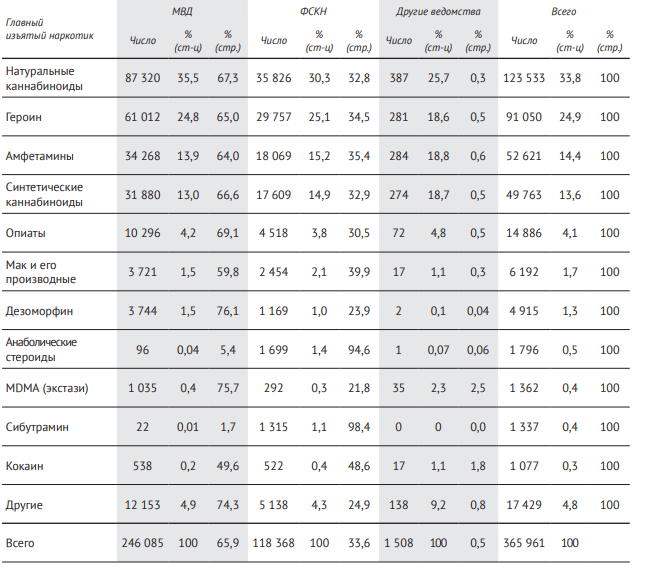 Главный изъятый наркотик МВД ФСКН Другие ведомства Всего
Число % (ст-ц) % (стр.) Число % (ст-ц) % (стр.) Число % (ст-ц) % (стр.) Число % (ст-ц) % (стр.)
Натуральные каннабиноиды 87 320 35,5 67,3 35 826 30,3 32,8 387 25,7 0,3 123 533 33,8 100
Героин 61 012 24,8 65,0 29 757 25,1 34,5 281 18,6 0,5 91 050 24,9 100
Амфетамины 34 268 13,9 64,0 18 069 15,2 35,4 284 18,8 0,6 52 621 14,4 100
Синтетические каннабиноиды 31 880 13,0 66,6 17 609 14,9 32,9 274 18,7 0,5 49 763 13,6 100
Опиаты 10 296 4,2 69,1 4 518 3,8 30,5 72 4,8 0,5 14 886 4,1 100
Мак и его производные 3 721 1,5 59,8 2 454 2,1 39,9 17 1,1 0,3 6 192 1,7 100
Дезоморфин 3 744 1,5 76,1 1 169 1,0 23,9 2 0,1 0,04 4 915 1,3 100
Анаболические стероиды 96 0,04 5,4 1 699 1,4 94,6 1 0,07 0,06 1 796 0,5 100
MDMA (экстази) 1 035 0,4 75,7 292 0,3 21,8 35 2,3 2,5 1 362 0,4 100
Сибутрамин 22 0,01 1,7 1 315 1,1 98,4 0 0 0,0 1 337 0,4 100
Кокаин 538 0,2 49,6 522 0,4 48,6 17 1,1 1,8 1 077 0,3 100
Другие 12 153 4,9 74,3 5 138 4,3 24,9 138 9,2 0,8 17 429 4,8 100
Всего 246 085 100 65,9 118 368 100 33,6 1 508 100 0,5 365 961 100